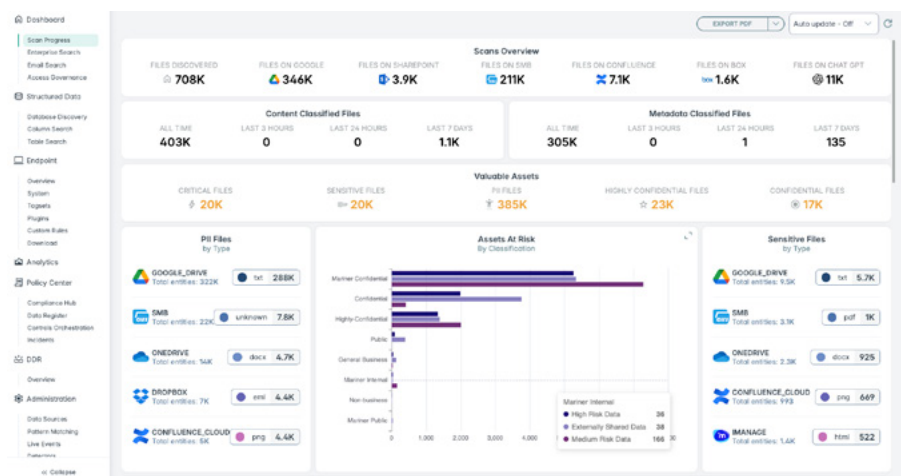 Dashboard
Scan Progress
Enterprise Search
Email Search
Access Governance
Structured Data
Database Discovery
Column Search
Table Search
Endpoint
Overview
System
Tagsets
Plugins
Custom Rules
Download
Analytics
Policy Center
Compliance Hub
Data Register
Controls Orchestration
Incidents
DDR
Overview
Administration
Data Sources
Pattern Matching
Live Events
Detectors
« Collapse
EXPORT PDF
Auto update - Off
Scans Overview
FILES DISCOVERED FILES ON GOOGLE FILES ON SHAREPOINT FILES ON SMB FILES ON CONFLUENCE FILES ON BOX FILES ON CHAT GPT
708K 346K 3.9K 211K 7.1K box 1.6K 11K
Content Classified Files
ALL TIME LAST 3 HOURS LAST 24 HOURS LAST 7 DAYS
403K 0 0 1.1K
Metadata Classified Files
ALL TIME LAST 3 HOURS LAST 24 HOURS LAST 7 DAYS
305K 0 1 135
Valuable Assets
CRITICAL FILES SENSITIVE FILES PII FILES HIGHLY CONFIDENTIAL FILES CONFIDENTIAL FILES
20K 20K 385K 23K 17K
PII Files
by Type
GOOGLE_DRIVE
Total entities: 322K
txt 288K
SMB
Total entities: 22K
unknown 7.8K
ONEDRIVE
Total entities: 14K
docx 4.7K
DROPBOX
Total entities: 7K
eml 4.4K
CONFLUENCE_CLOUD
Total entities: 5K
png 4.4K
Assets At Risk
By Classification
Mariner Confidential
Confidential
Highly-Confidential
Public
General Business
Mariner Internal
Non-business
Mariner Public
0 1,000 2,000 3,000 4,000
Mariner Internal
High Risk Data 36
Externally Shared Data 38
Medium Risk Data 166
Sensitive Files
by Type
GOOGLE_DRIVE
Total entities: 9.5K
txt 5.7K
SMB
Total entities: 3.1K
pdf 1K
ONEDRIVE
Total entities: 2.3K
docx 925
CONFLUENCE_CLOUD
Total entities: 993
png 669
IMANAGE
Total entities: 1.4K
html 522